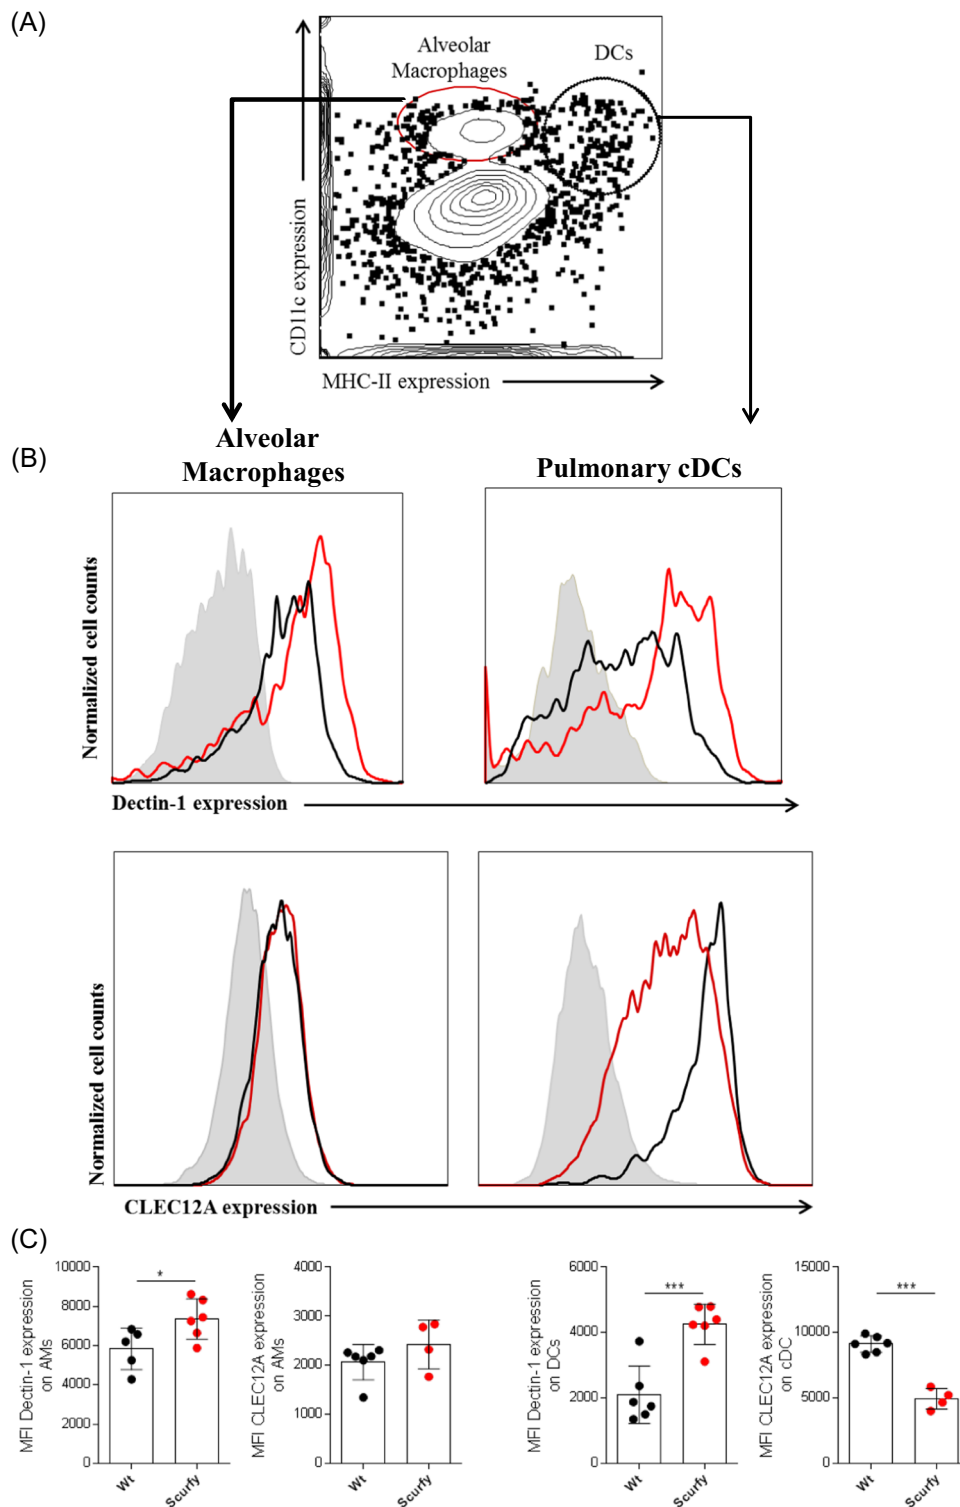 (A)
Alveolar
Macrophages
DCs
CD11c expression
MHC-II expression
(B)
Alveolar
Macrophages
Pulmonary cDCs
Normalized cell counts
Dectin-1 expression
Normalized cell counts
CLEC12A expression
(C)
MFI Dectin-1 expression
on AMs
10000
8000
6000
4000
2000
0
*
Wt
Scurfy
MFI CLEC12A expression
on AMs
4000
3000
2000
1000
0
Wt
Scurfy
MFI Dectin-1 expression
on DCs
6000
4000
2000
0
***
Wt
Scurfy
MFI CLEC12A expression
on cDC
15000
10000
5000
0
***
Wt
Scurfy